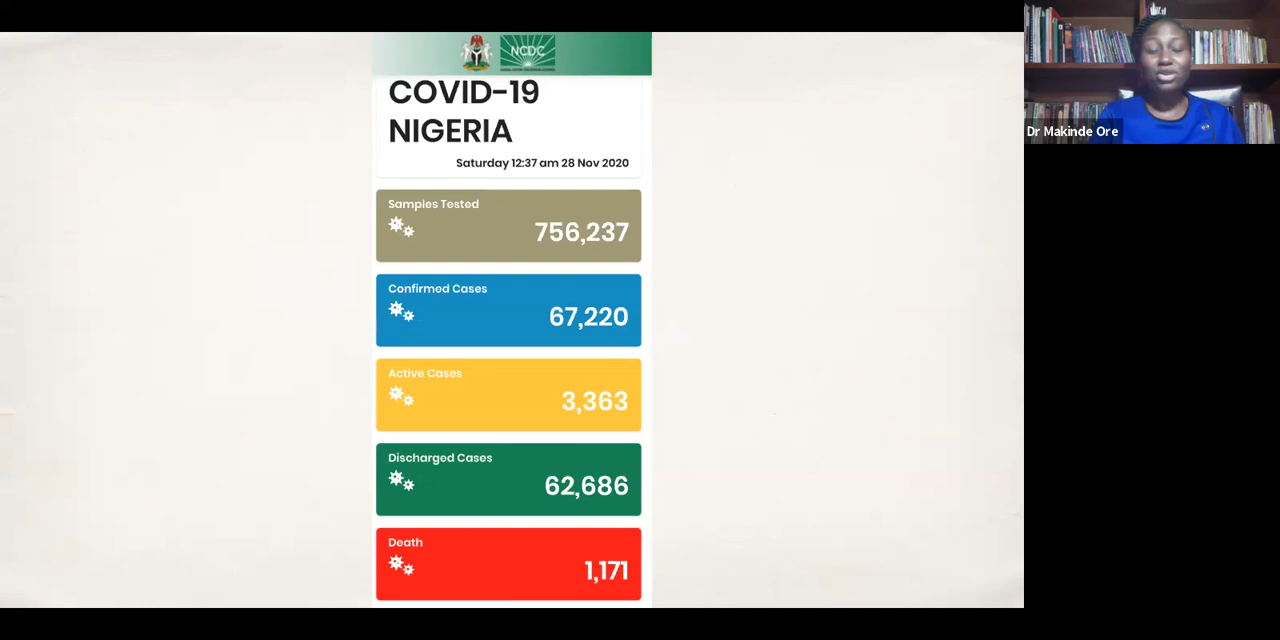 NCDC
COVID-19
NIGERIA
Saturday 12:37 am 28 Nov 2020
Samples Tested
756,237
Confirmed Cases
67,220
Active Cases
3,363
Discharged Cases
62,686
Death
1,171
Dr Makinde Ore